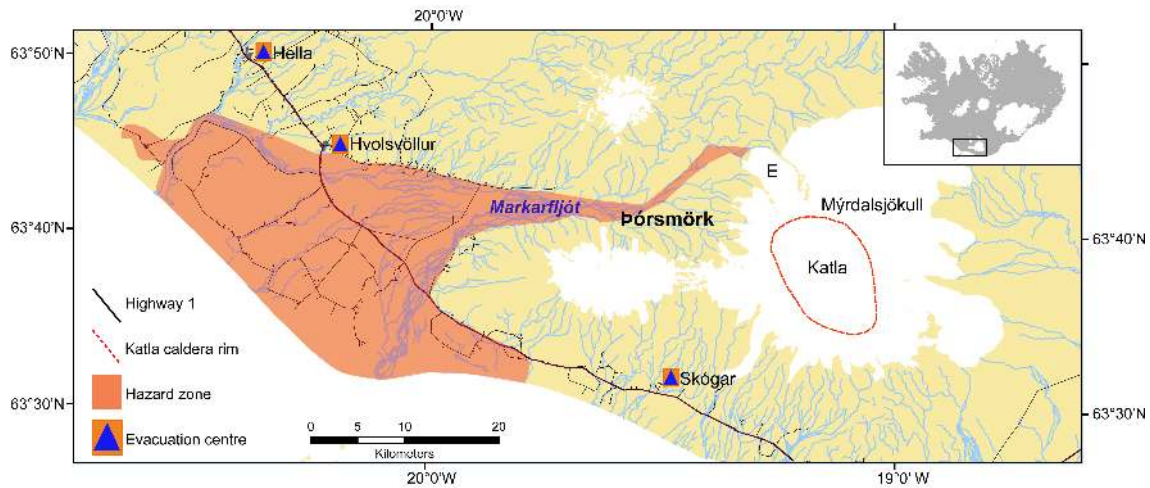 20°0'W
63°50'N
Hella
Hvolsvöllur
E
Markarfljót
Þórsmörk
Mýrdalsjökull
63°40'N
63°40'N
Katla
Highway 1
Katla caldera rim
Hazard zone
Evacuation centre
Skógar
63°30'N
63°30'N
0 5 10 20
Kilometers
20°0'W
19°0'W